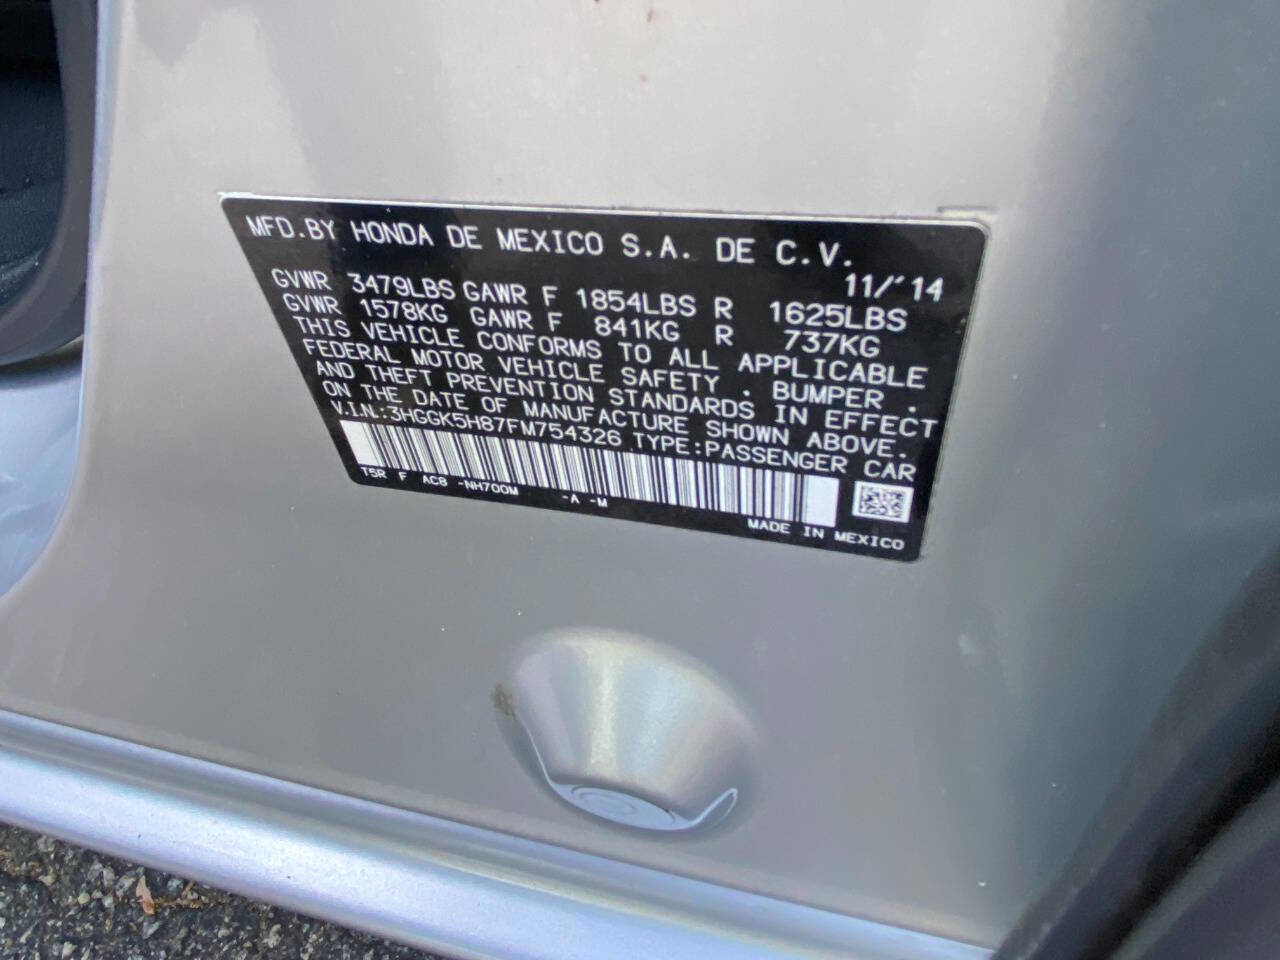 MFD.BY HONDA DE MEXICO S.A. DE C.V.
11/'14
GVWR 3479LBS GAWR F 1854LBS R 1625LBS
GVWR 1578KG GAWR F 841KG R 737KG
THIS VEHICLE CONFORMS TO ALL APPLICABLE
FEDERAL MOTOR VEHICLE SAFETY , BUMPER ,
AND THEFT PREVENTION STANDARDS IN EFFECT
ON THE DATE OF MANUFACTURE SHOWN ABOVE.
V.I.N.:3HGGK5H87FM754326 TYPE:PASSENGER CAR
T5R F AC8 -NH700M -A -M
MADE IN MEXICO